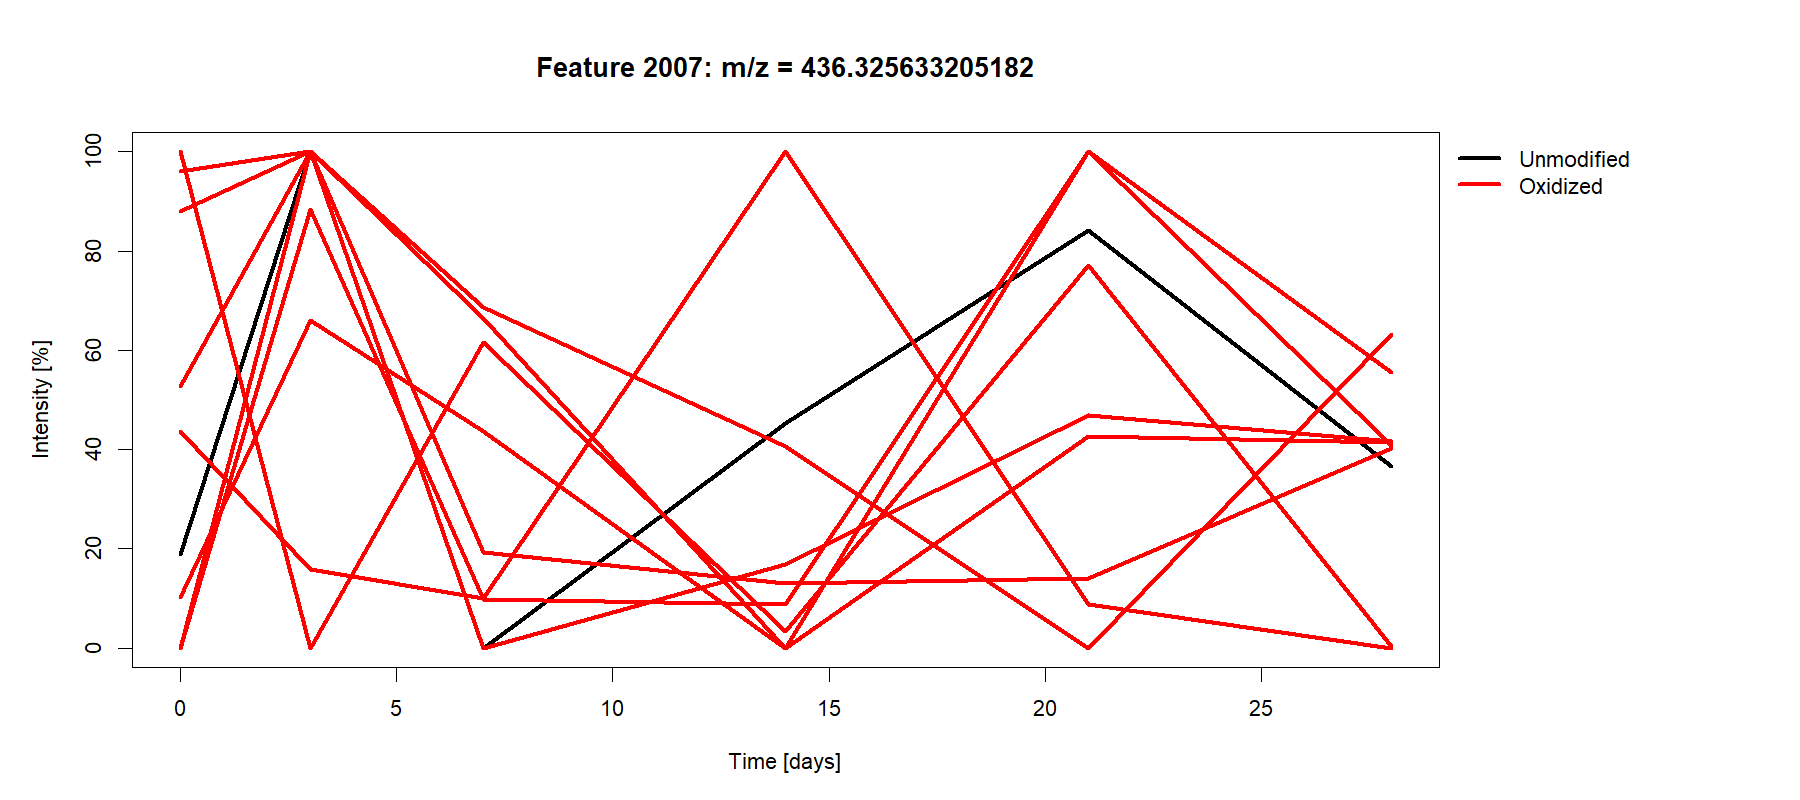 Feature 2007: m/z = 436.325633205182
100
80
60
40
20
0
Intensity [%]
0 5 10 15 20 25
Time [days]
Unmodified
Oxidized